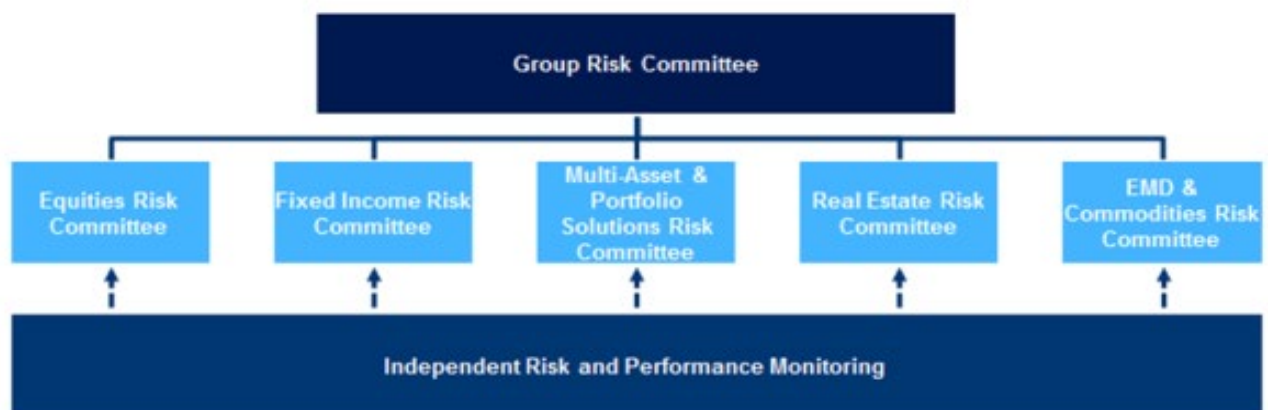 Group Risk Committee
Equities Risk
Committee
Fixed Income Risk
Committee
Multi-Asset &
Portfolio
Solutions Risk
Committee
Real Estate Risk
Committee
EMD &
Commodities Risk
Committee
Independent Risk and Performance Monitoring